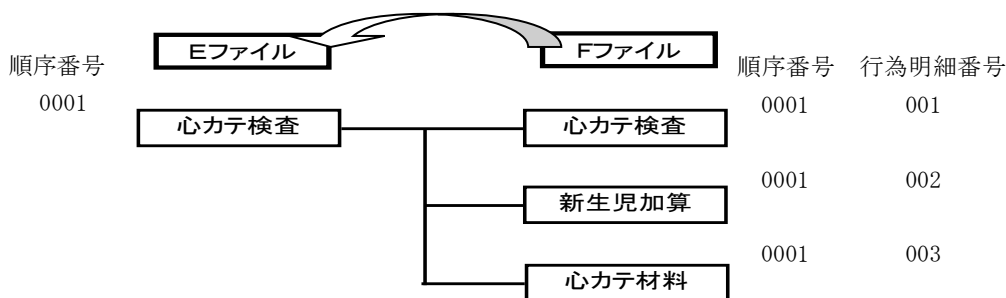 Eファイル Fファイル
順序番号 順序番号 行為明細番号
0001 0001 001
心カテ検査 心カテ検査
0001 002
新生児加算
0001 003
心カテ材料